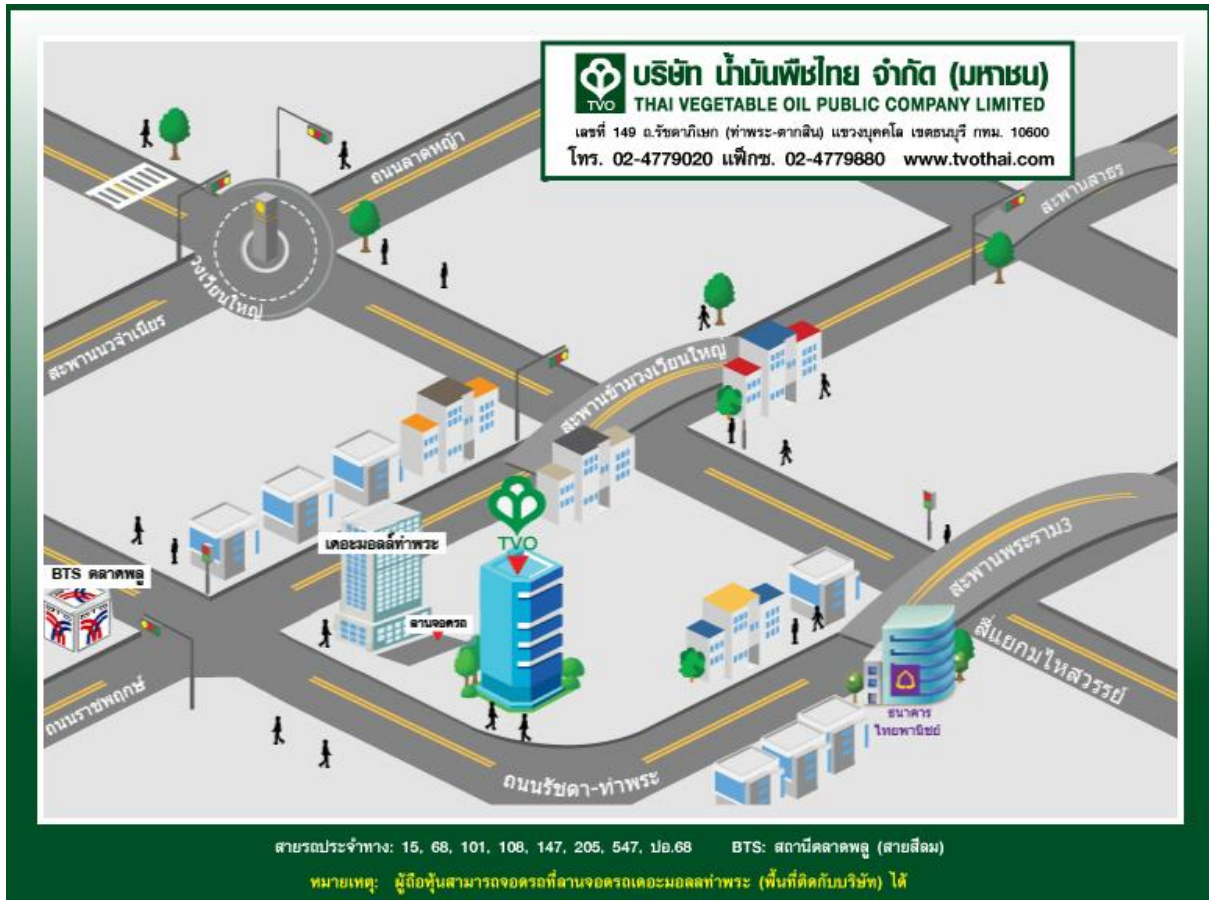 บริษัท น้ำมันพืชไทย จำกัด (มหาชน)
TVO
THAI VEGETABLE OIL PUBLIC COMPANY LIMITED
เลขที่ 149 ถ.รัชดาภิเษก (ท่าพระ-ตากสิน) แขวงบุคคโล เขตธนบุรี กทม. 10600
โทร. 02-4779020 แฟ็กซ. 02-4779880 www.tvothai.com
ถนนลาดหญ้า
สะพานสาธร
วงเวียนใหญ่
สะพานนวจำเนียร
สะพานข้ามวงเวียนใหญ่
TVO
เดอะมอลล์ท่าพระ
BTS ตลาดพลู
ลานจอดรถ
สะพานพระราม3
สี่แยกมไหสวรรย์
ถนนราชพฤกษ์
ธนาคาร
ไทยพานิชย์
ถนนรัชดา-ท่าพระ
สายรถประจำทาง: 15, 68, 101, 108, 147, 205, 547, ปอ.68 BTS: สถานีตลาดพลู (สายสีลม)
หมายเหตุ: ผู้ถือหุ้นสามารถจอดรถที่ลานจอดรถเดอะมอลลท่าพระ (พื้นที่ติดกับบริษัท) ได้